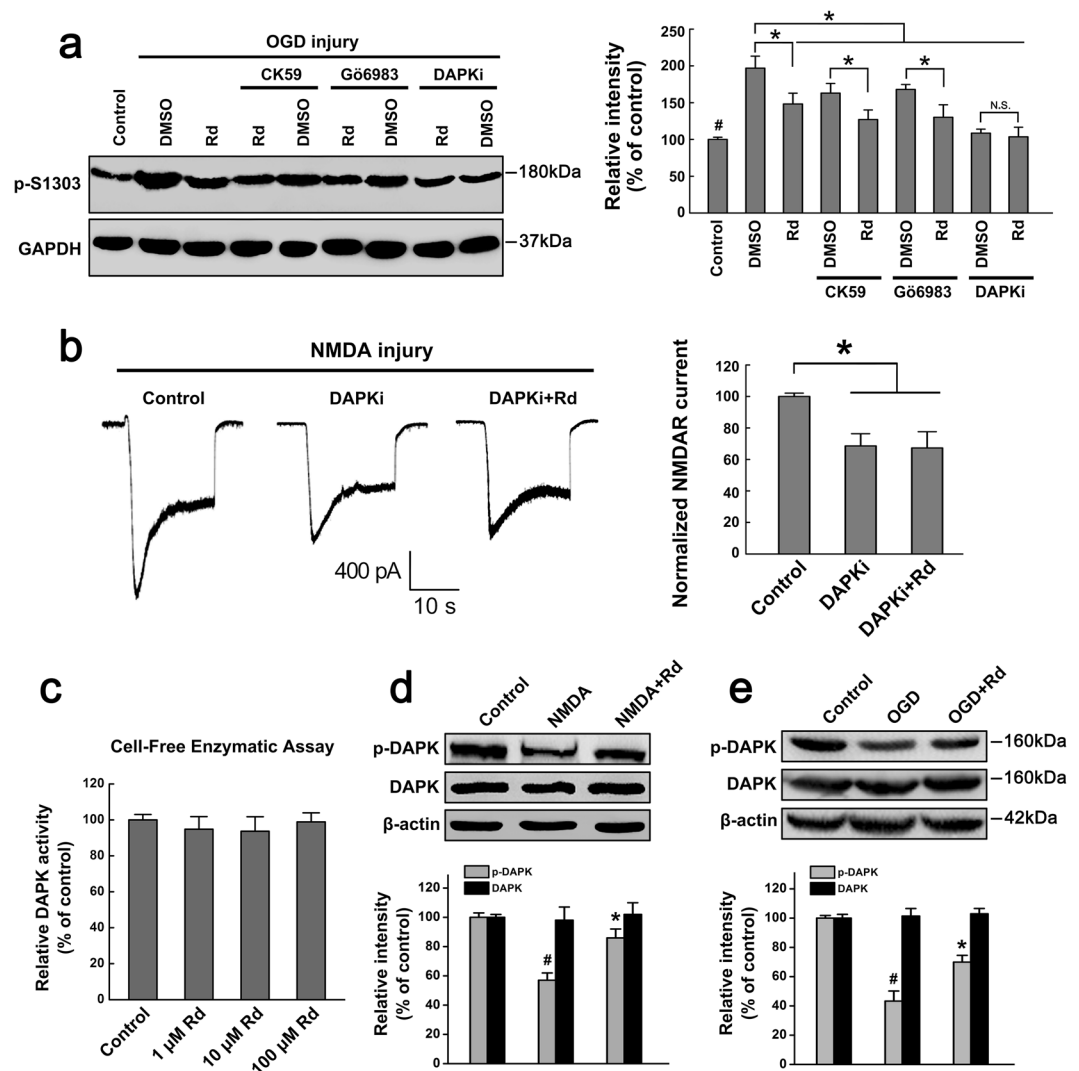 a
OGD injury
CK59
Gö6983
DAPKi
Control
DMSO
Rd
Rd
DMSO
Rd
DMSO
Rd
DMSO
p-S1303
–180kDa
GAPDH
–37kDa
Relative intensity
(% of control)
250
200
150
100
50
0
#
*
*
*
*
N.S.
Control
DMSO
Rd
DMSO
Rd
DMSO
Rd
DMSO
Rd
CK59
Gö6983
DAPKi
b
NMDA injury
Control
DAPKi
DAPKi+Rd
400 pA
10 s
Normalized NMDAR current
120
100
80
60
40
20
0
*
Control
DAPKi
DAPKi+Rd
c
Cell-Free Enzymatic Assay
Relative DAPK activity
(% of control)
120
100
80
60
40
20
0
Control
1 µM Rd
10 µM Rd
100 µM Rd
d
Control
NMDA
NMDA+Rd
p-DAPK
DAPK
β-actin
p-DAPK
DAPK
Relative intensity
(% of control)
120
100
80
60
40
20
0
#
*
Control
NMDA
NMDA+Rd
e
Control
OGD
OGD+Rd
p-DAPK
–160kDa
DAPK
–160kDa
β-actin
–42kDa
p-DAPK
DAPK
Relative intensity
(% of control)
120
100
80
60
40
20
0
#
*